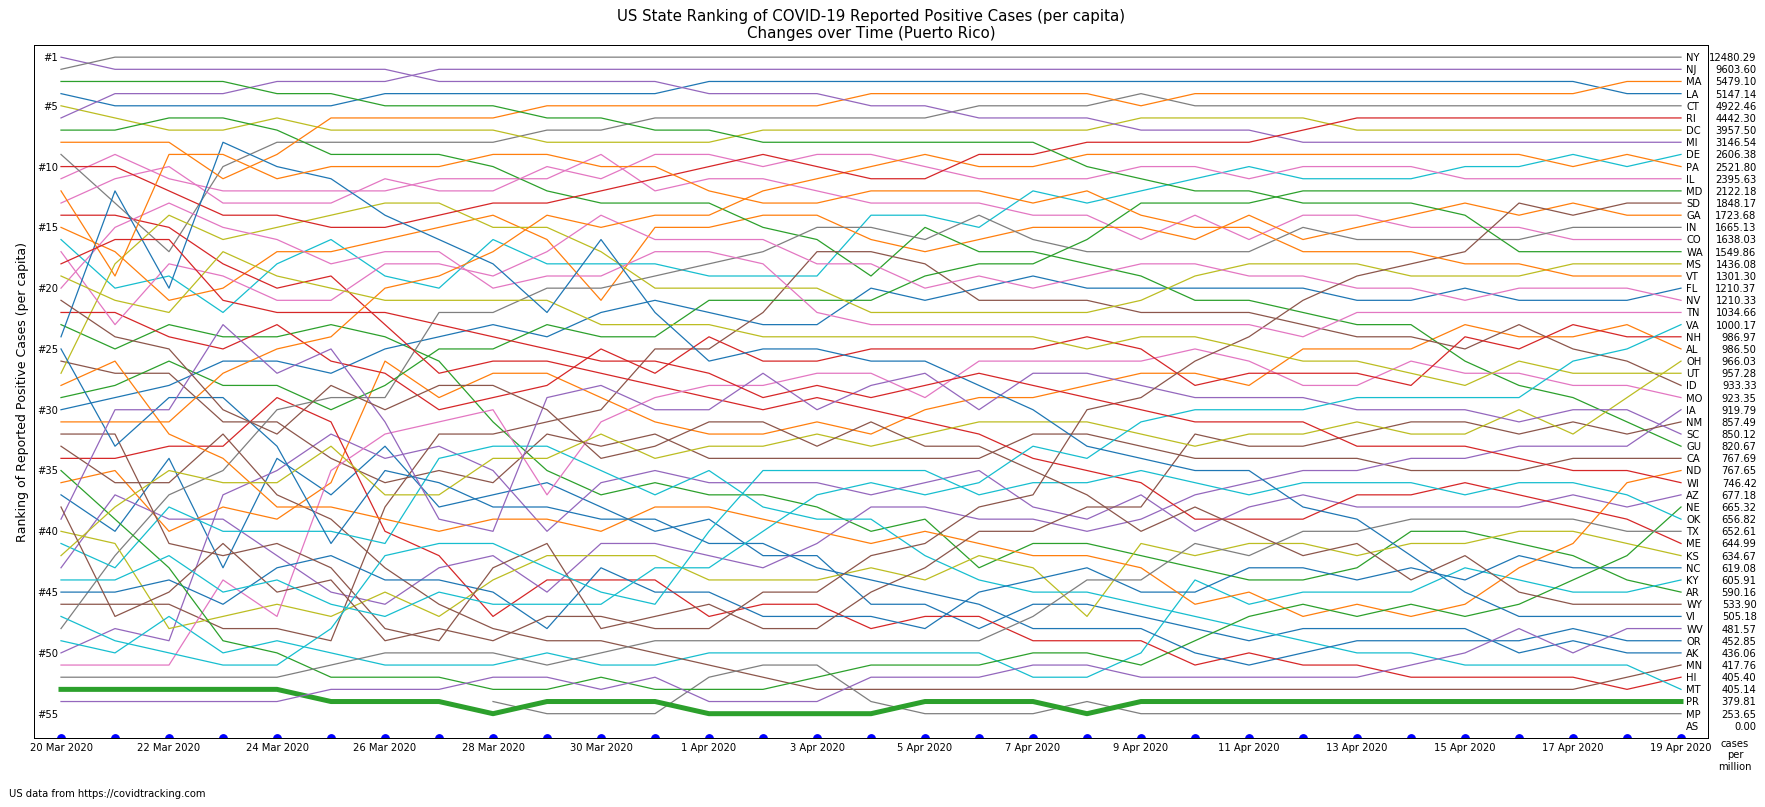 US State Ranking of COVID-19 Reported Positive Cases (per capita)
Changes over Time (Puerto Rico)
Ranking of Reported Positive Cases (per capita)
#1
#5
#10
#15
#20
#25
#30
#35
#40
#45
#50
#55
NY 12480.29
NJ 9603.60
MA 5479.10
LA 5147.14
CT 4922.46
RI 4442.30
DC 3957.50
MI 3146.54
DE 2606.38
PA 2521.80
IL 2395.63
MD 2122.18
SD 1848.17
GA 1723.68
IN 1665.13
CO 1638.03
WA 1549.86
MS 1436.08
VT 1301.30
FL 1210.37
NV 1210.33
TN 1034.66
VA 1000.17
NH 986.97
AL 986.50
OH 966.03
UT 957.28
ID 933.33
MO 923.35
IA 919.79
NM 857.49
SC 850.12
GU 820.67
CA 767.69
ND 767.65
WI 746.42
AZ 677.18
NE 665.32
OK 656.82
TX 652.61
ME 644.99
KS 634.67
NC 619.08
KY 605.91
AR 590.16
WY 533.90
VI 505.18
WV 481.57
OR 452.85
AK 436.06
MN 417.76
HI 405.40
MT 405.14
PR 379.81
MP 253.65
AS 0.00
20 Mar 2020 22 Mar 2020 24 Mar 2020 26 Mar 2020 28 Mar 2020 30 Mar 2020 1 Apr 2020 3 Apr 2020 5 Apr 2020 7 Apr 2020 9 Apr 2020 11 Apr 2020 13 Apr 2020 15 Apr 2020 17 Apr 2020 19 Apr 2020
cases
per
million
US data from https://covidtracking.com